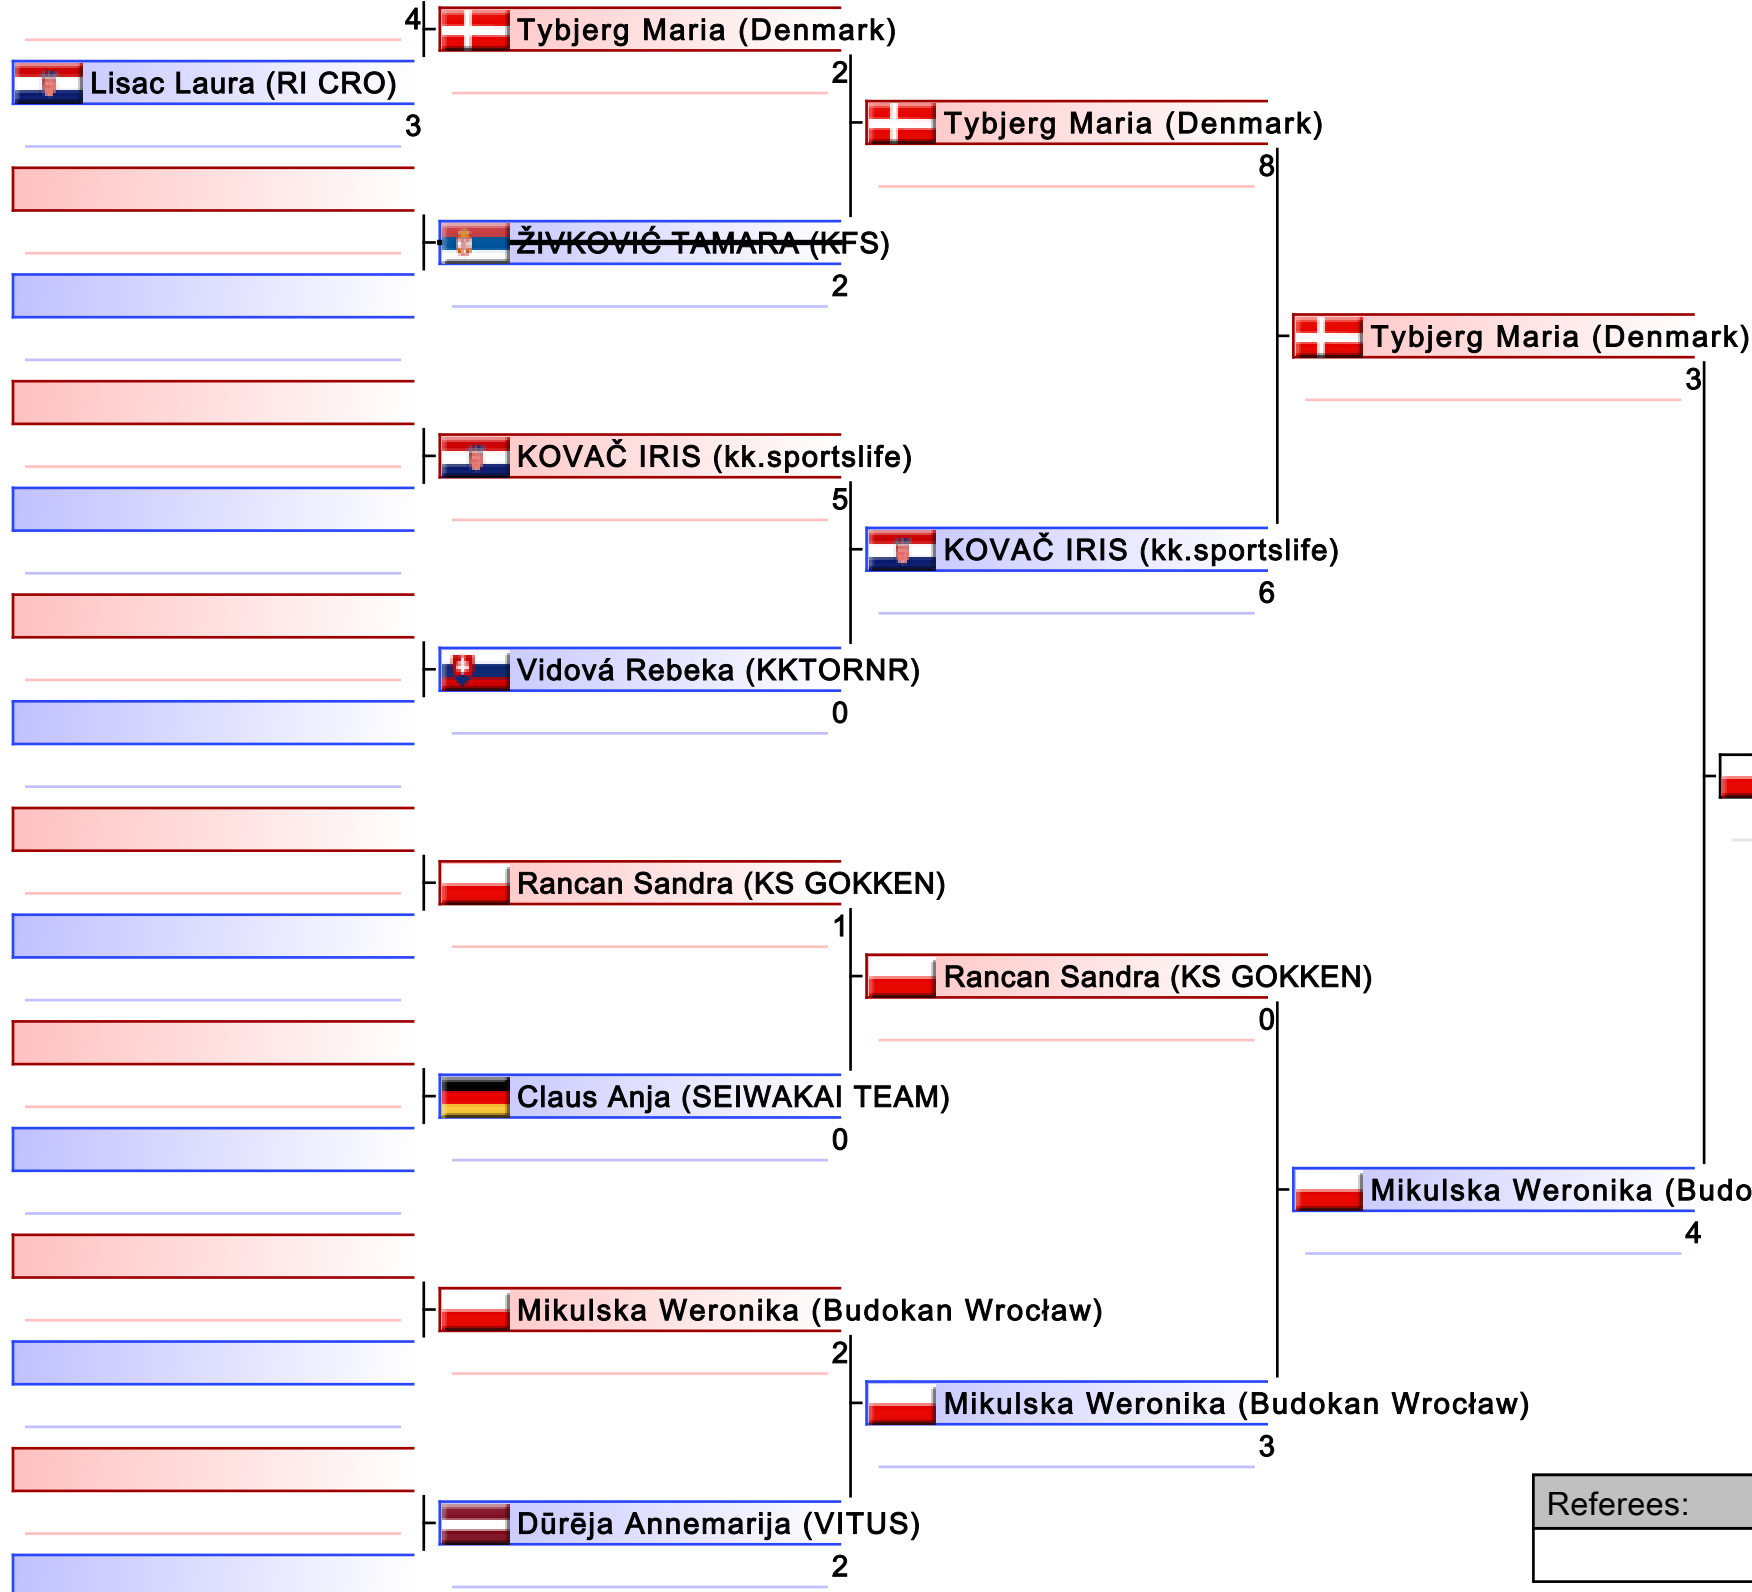 4
Tybjerg Maria (Denmark)
Lisac Laura (RI CRO)
2
3
Tybjerg Maria (Denmark)
8
ŽIVKOVIĆ TAMARA (KFS)
2
Tybjerg Maria (Denmark)
3
KOVAČ IRIS (kk.sportslife)
5
KOVAČ IRIS (kk.sportslife)
6
Vidová Rebeka (KKTORNR)
0
Rancan Sandra (KS GOKKEN)
1
Rancan Sandra (KS GOKKEN)
0
Claus Anja (SEIWAKAI TEAM)
0
Mikulska Weronika (Budo
4
Mikulska Weronika (Budokan Wrocław)
2
Mikulska Weronika (Budokan Wrocław)
3
Referees:
Dūrēja Annemarija (VITUS)
2